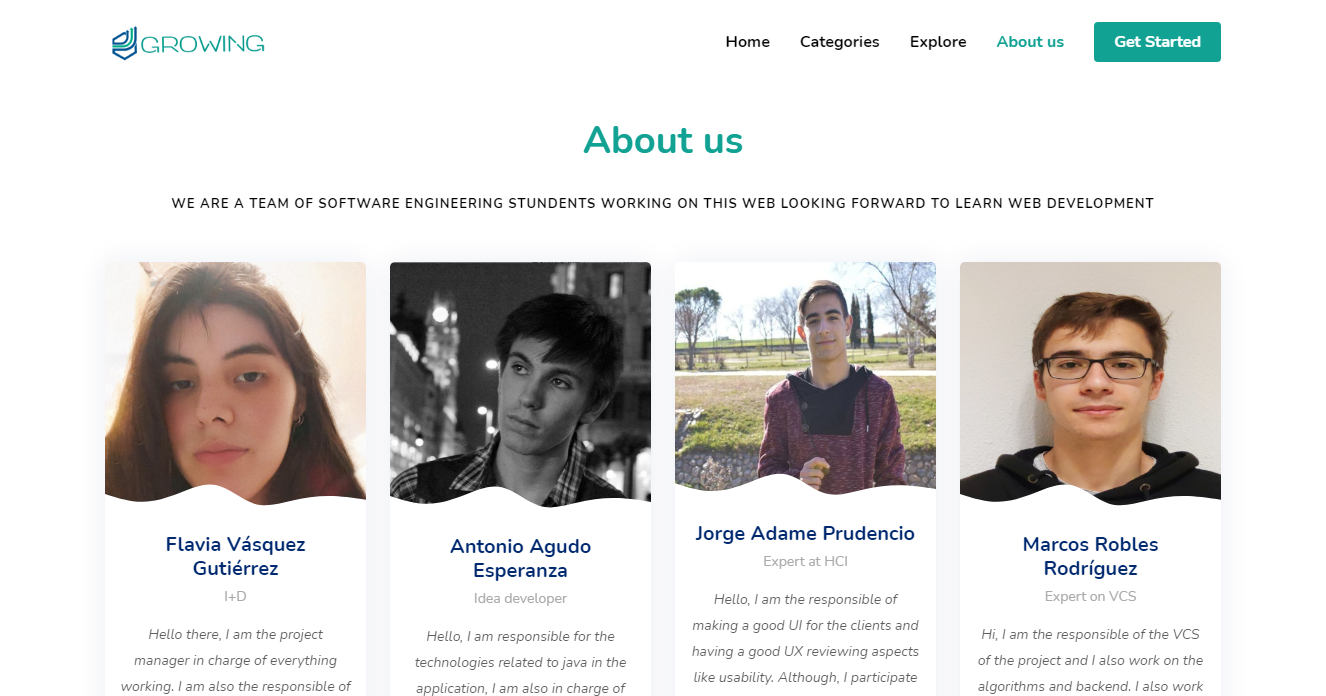 GROWING
Home Categories Explore About us Get Started
About us
WE ARE A TEAM OF SOFTWARE ENGINEERING STUNDENTS WORKING ON THIS WEB LOOKING FORWARD TO LEARN WEB DEVELOPMENT
Flavia Vásquez
Gutiérrez
I+D
Hello there, I am the project
manager in charge of everything
working. I am also the responsible of
Antonio Agudo
Esperanza
Idea developer
Hello, I am responsible for the
technologies related to java in the
application, I am also in charge of
Jorge Adame Prudencio
Expert at HCI
Hello, I am the responsible of
making a good UI for the clients and
having a good UX reviewing aspects
like usability. Although, I participate
Marcos Robles
Rodríguez
Expert on VCS
Hi, I am the responsible of the VCS
of the project and I also work on the
algorithms and backend. I also work